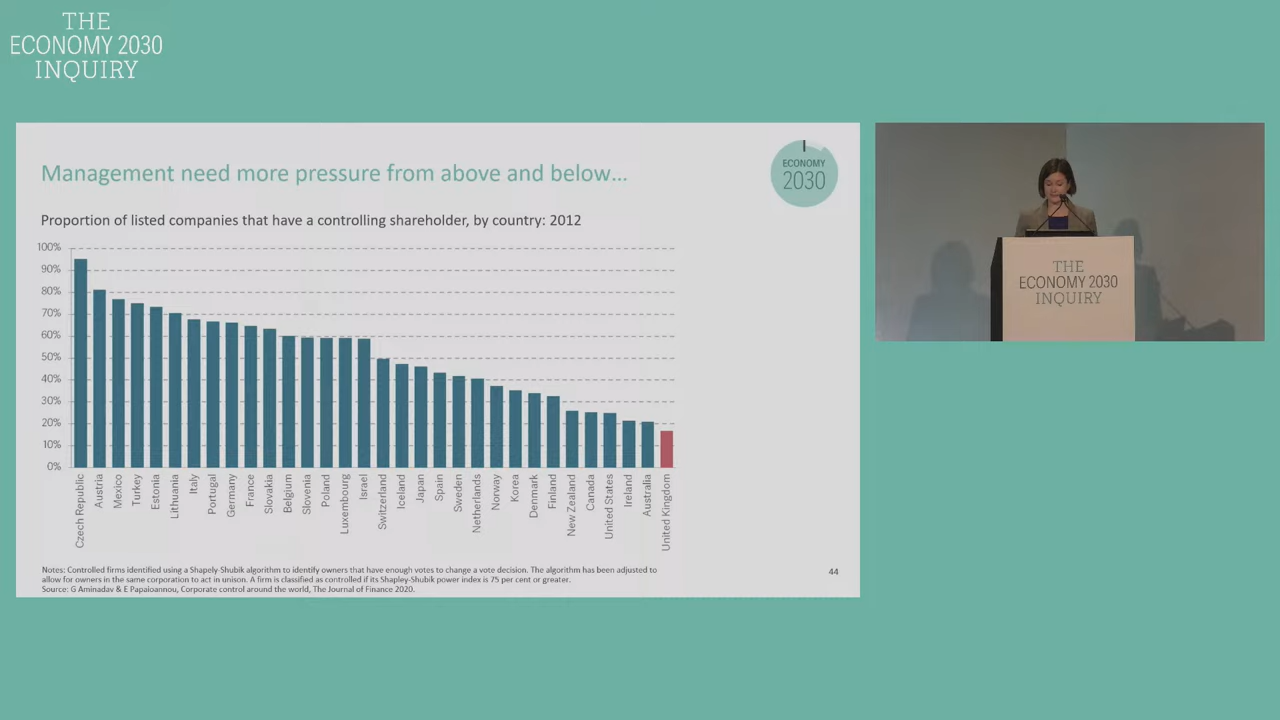 THE
ECONOMY 2030
INQUIRY
Management need more pressure from above and below...
ECONOMY
2030
Proportion of listed companies that have a controlling shareholder, by country: 2012
100%
90%
80%
70%
60%
50%
40%
30%
20%
10%
0%
Czech Republic
Austria
Mexico
Turkey
Estonia
Lithuania
Italy
Portugal
Germany
France
Slovakia
Belgium
Slovenia
Poland
Luxembourg
Israel
Switzerland
Iceland
Japan
Spain
Sweden
Netherlands
Norway
Korea
Denmark
Finland
New Zealand
Canada
United States
Ireland
Australia
United Kingdom
Notes: Controlled firms identified using a Shapely-Shubik algorithm to identify owners that have enough votes to change a vote decision. The algorithm has been adjusted to
allow for owners in the same corporation to act in unison. A firm is classified as controlled if its Shapley-Shubik power index is 75 per cent or greater.
Source: G Aminadav & E Papaioannou, Corporate control around the world, The Journal of Finance 2020.
44
THE
ECONOMY 2030
INQUIRY